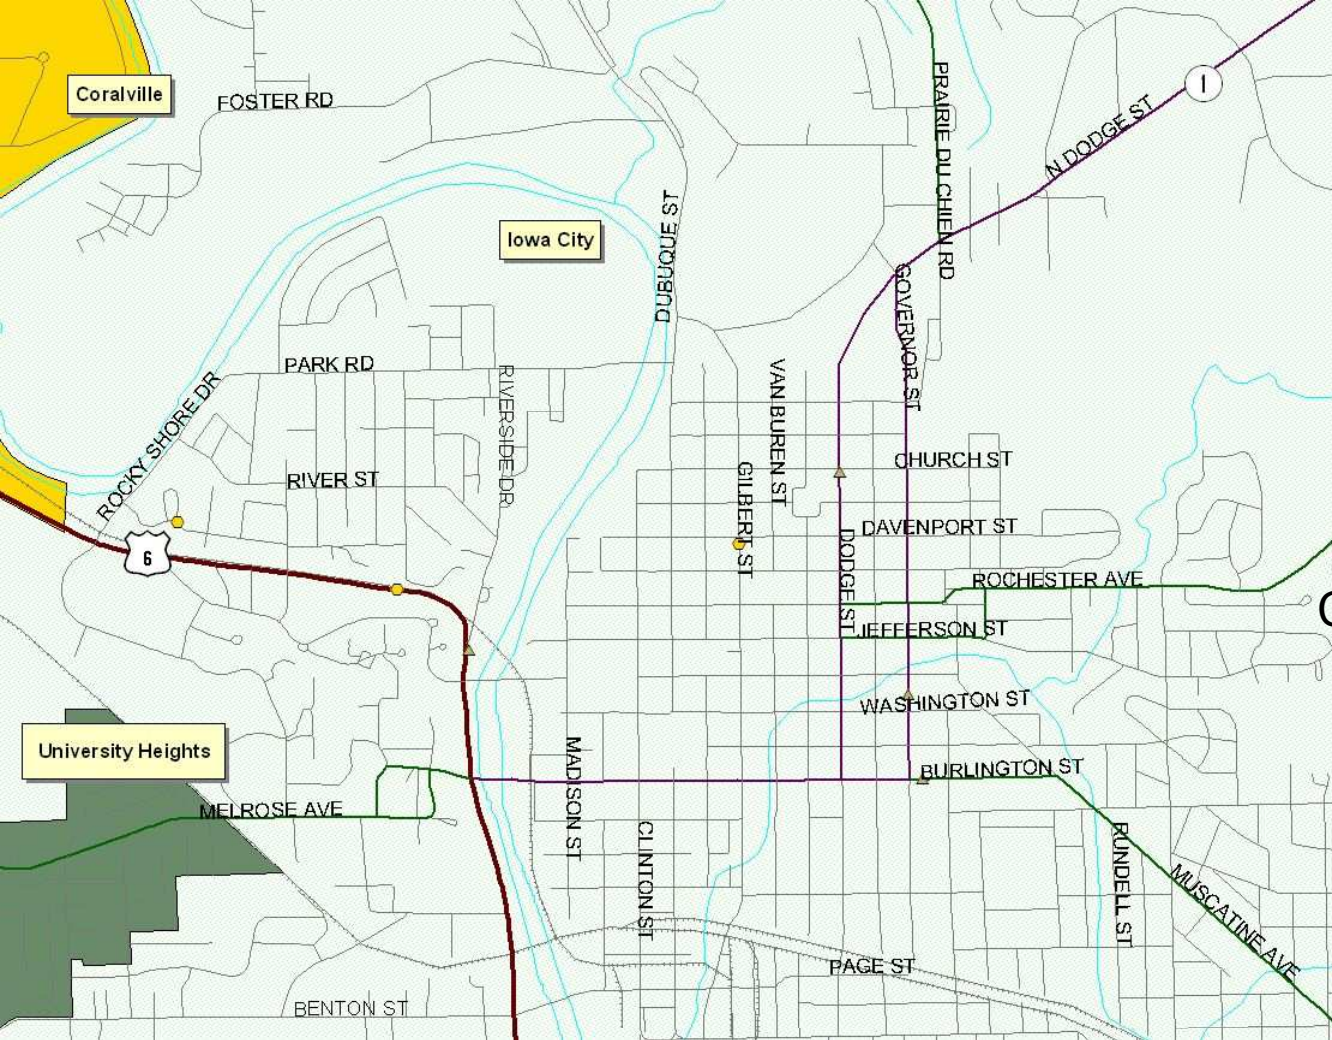 Coralville
FOSTER RD
PRAIRIE DU CHIEN RD
1
N DODGE ST
DUBUQUE ST
Iowa City
GOVERNOR ST
PARK RD
RIVERSIDE DR
VAN BUREN ST
ROCKY SHORE DR
RIVER ST
GILBERT ST
CHURCH ST
DAVENPORT ST
6
DODGE ST
ROCHESTER AVE
JEFFERSON ST
WASHINGTON ST
University Heights
MADISON ST
BURLINGTON ST
MELROSE AVE
CLINTON ST
RUNDELL ST
MUSCATINE AVE
PAGE ST
BENTON ST